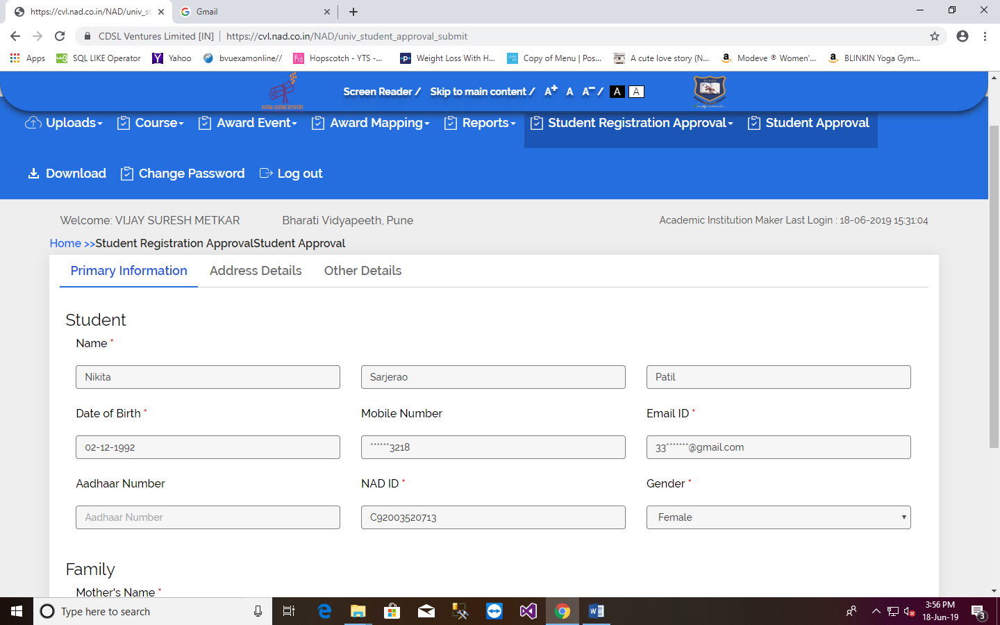 https://cvl.nad.co.in/NAD/univ_st
Gmail
CDSL Ventures Limited [IN] | https://cvl.nad.co.in/NAD/univ_student_approval_submit
Apps SQL LIKE Operator Yahoo bvuexamonline// Hopscotch - YTS -... Weight Loss With H... Copy of Menu | Pos... A cute love story (N... Modeve ® Women'... BLINKIN Yoga Gym...
Screen Reader / Skip to main content / A+ A A- / A A
Uploads Course Award Event Award Mapping Reports Student Registration Approval Student Approval
Download Change Password Log out
Welcome: VIJAY SURESH METKAR Bharati Vidyapeeth, Pune Academic Institution Maker Last Login : 18-06-2019 15:31:04
Home >>Student Registration ApprovalStudent Approval
Primary Information Address Details Other Details
Student
Name *
Nikita Sarjerao Patil
Date of Birth * Mobile Number Email ID *
02-12-1992 ******3218 33*******@gmail.com
Aadhaar Number NAD ID * Gender *
Aadhaar Number C92003520713 Female
Family
Mother's Name *
Type here to search
3:56 PM
18-Jun-19
3